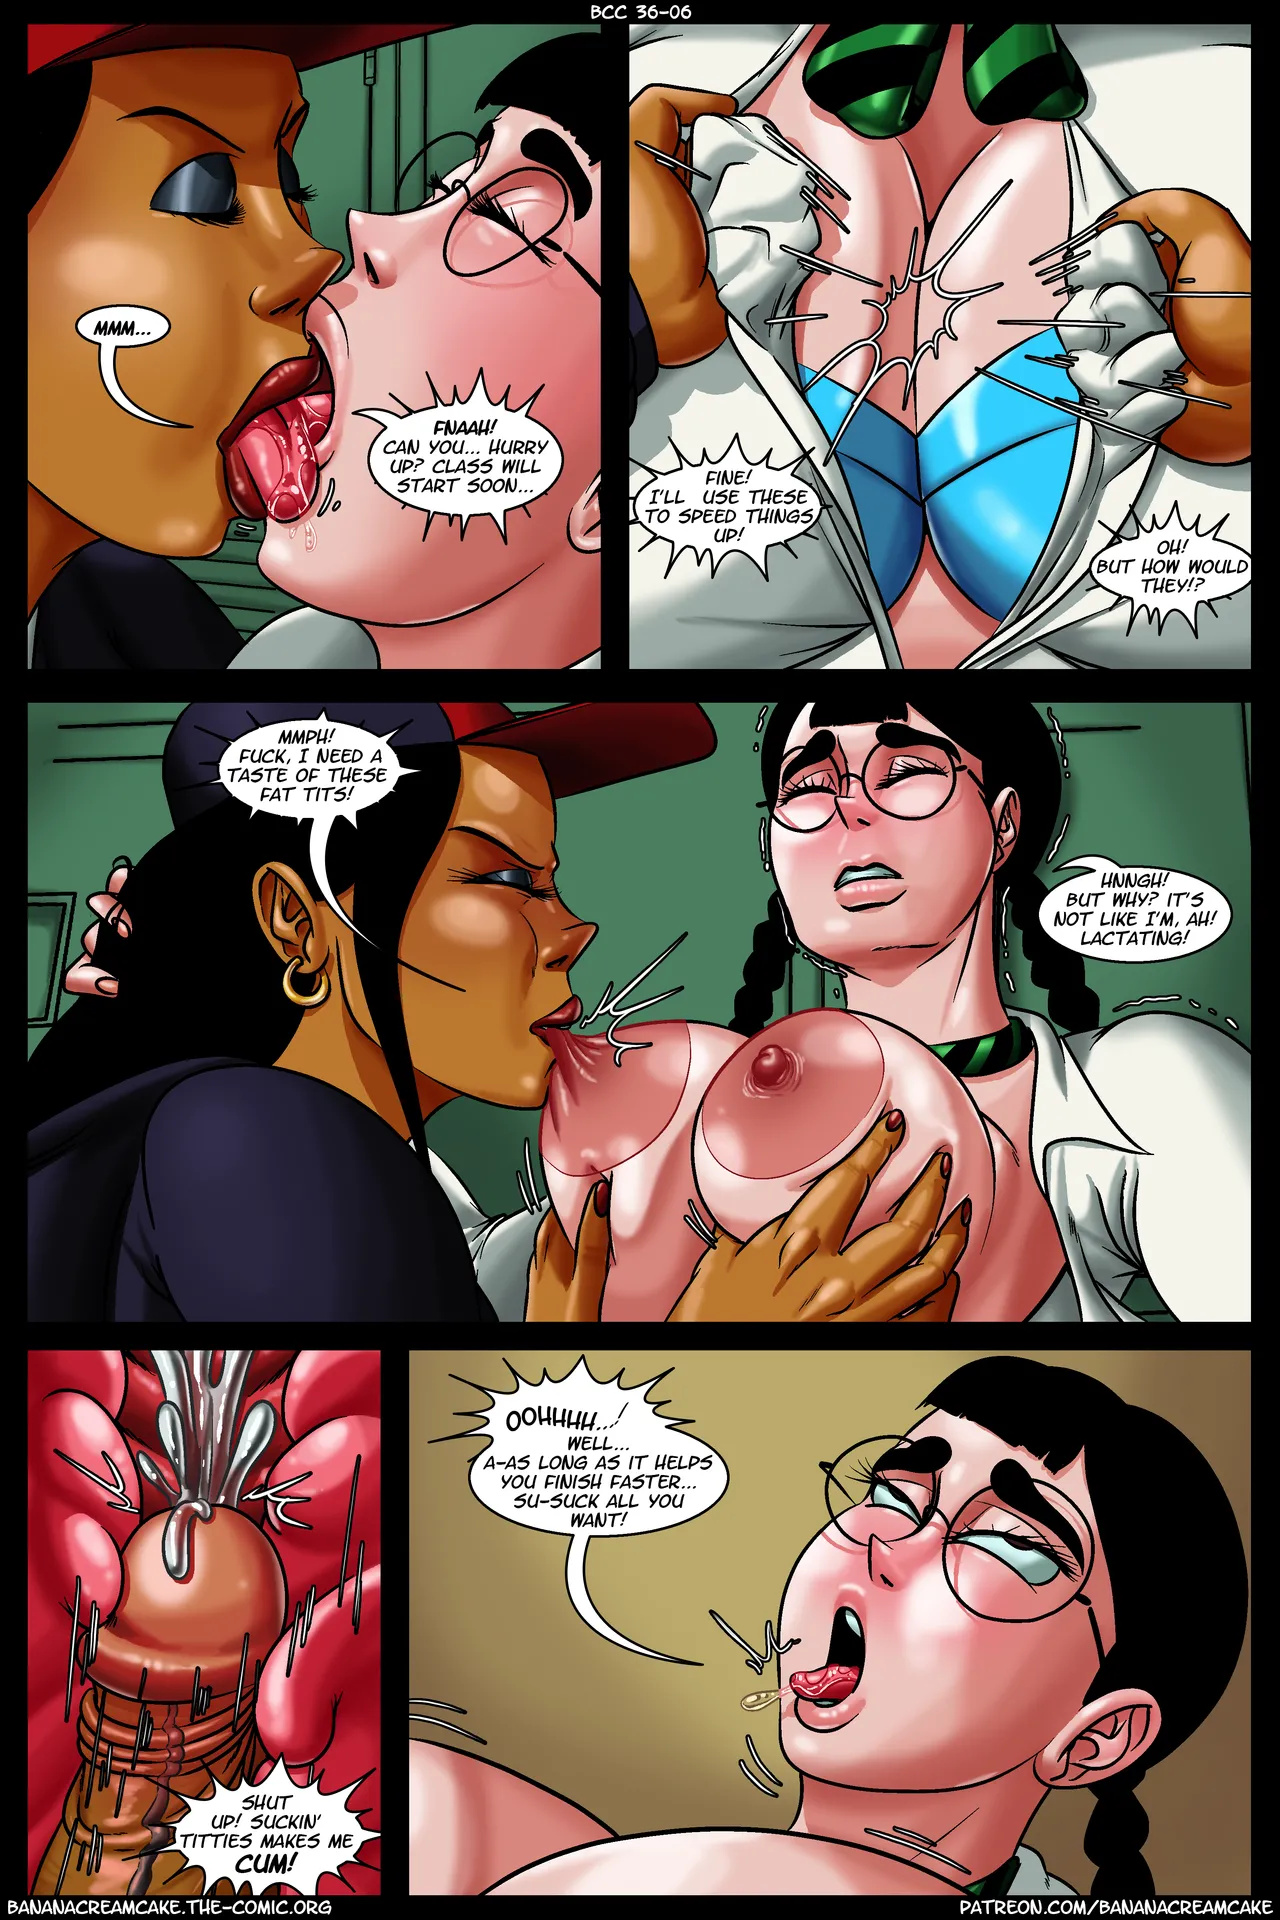 BCC 36-06
MMM...
FNAAH!
CAN YOU... HURRY
UP? CLASS WILL
START SOON...
FINE!
I'LL USE THESE
TO SPEED THINGS
UP!
OH!
BUT HOW WOULD
THEY!?
MMPH!
FUCK, I NEED A
TASTE OF THESE
FAT TITS!
HNNGH!
BUT WHY? IT'S
NOT LIKE I'M, AH!
LACTATING!
SHUT
UP! SUCKIN'
TITTIES MAKES ME
CUM!
OOHHHH...!
WELL...
A-AS LONG AS IT HELPS
YOU FINISH FASTER...
SU-SUCK ALL YOU
WANT!
BANANACREAMCAKE.THE-COMIC.ORG
PATREON.COM/BANANACREAMCAKE